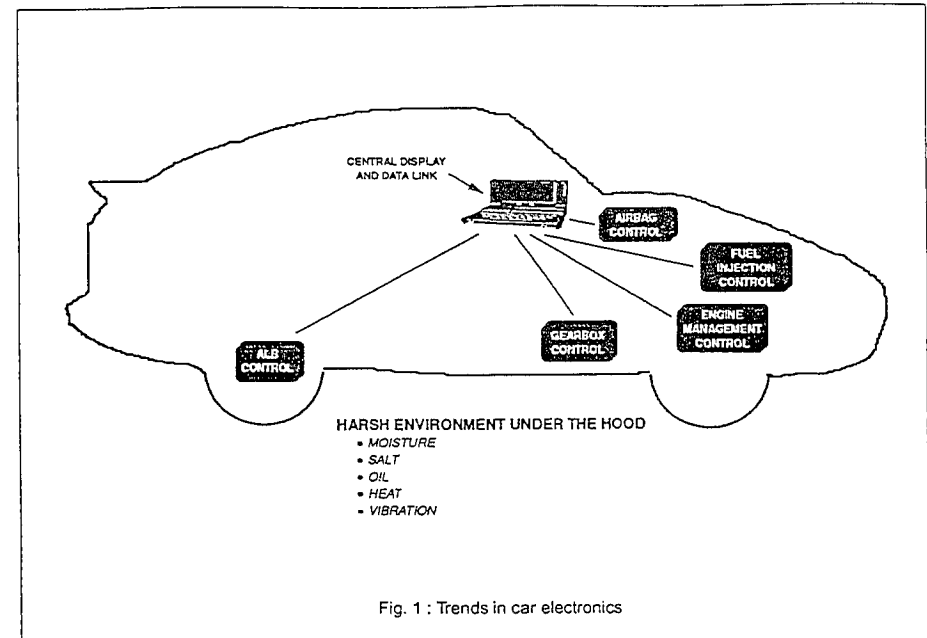 CENTRAL DISPLAY
AND DATA LINK
AIRBAG
CONTROL
FUEL
INJECTION
CONTROL
ENGINE
MANAGEMENT
CONTROL
GEARBOX
CONTROL
ALB
CONTROL
HARSH ENVIRONMENT UNDER THE HOOD
• MOISTURE
• SALT
• OIL
• HEAT
• VIBRATION
Fig. 1 : Trends in car electronics